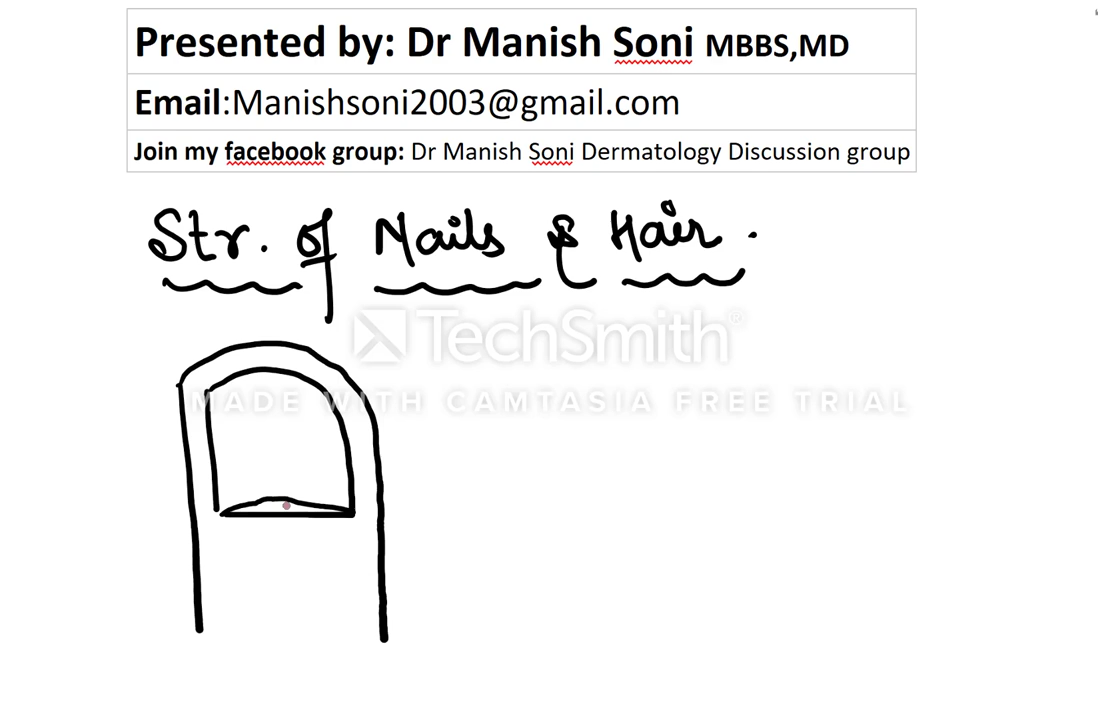 Presented by: Dr Manish Soni MBBS,MD
Email:Manishsoni2003@gmail.com
Join my facebook group: Dr Manish Soni Dermatology Discussion group
Str. of Nails & Hair.
TechSmith®
MADE WITH CAMTASIA FREE TRIAL